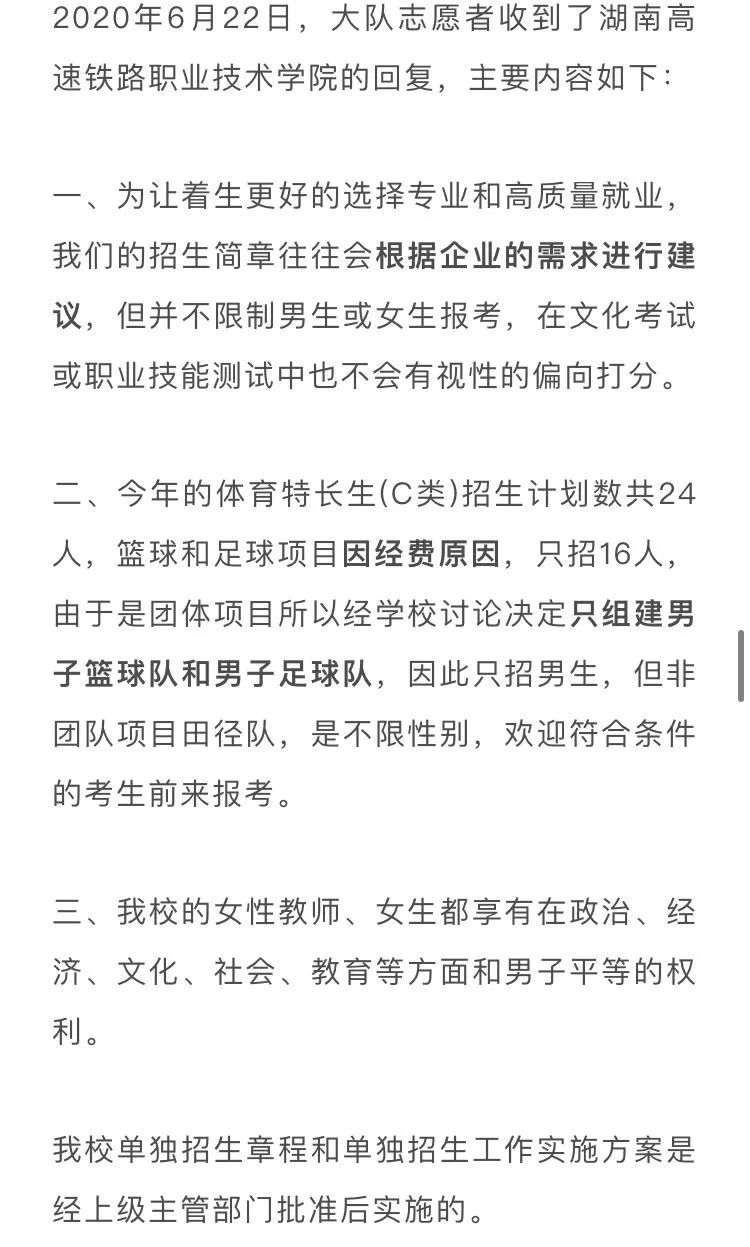 2020年6月22日，大队志愿者收到了湖南高
速铁路职业技术学院的回复，主要内容如下：
一、为让着生更好的选择专业和高质量就业，
我们的招生简章往往会根据企业的需求进行建
议，但并不限制男生或女生报考，在文化考试
或职业技能测试中也不会有视性的偏向打分。
二、今年的体育特长生(C类)招生计划数共24
人，篮球和足球项目因经费原因，只招16人，
由于是团体项目所以经学校讨论决定只组建男
子篮球队和男子足球队，因此只招男生，但非
团队项目田径队，是不限性别，欢迎符合条件
的考生前来报考。
三、我校的女性教师、女生都享有在政治、经
济、文化、社会、教育等方面和男子平等的权
利。
我校单独招生章程和单独招生工作实施方案是
经上级主管部门批准后实施的。